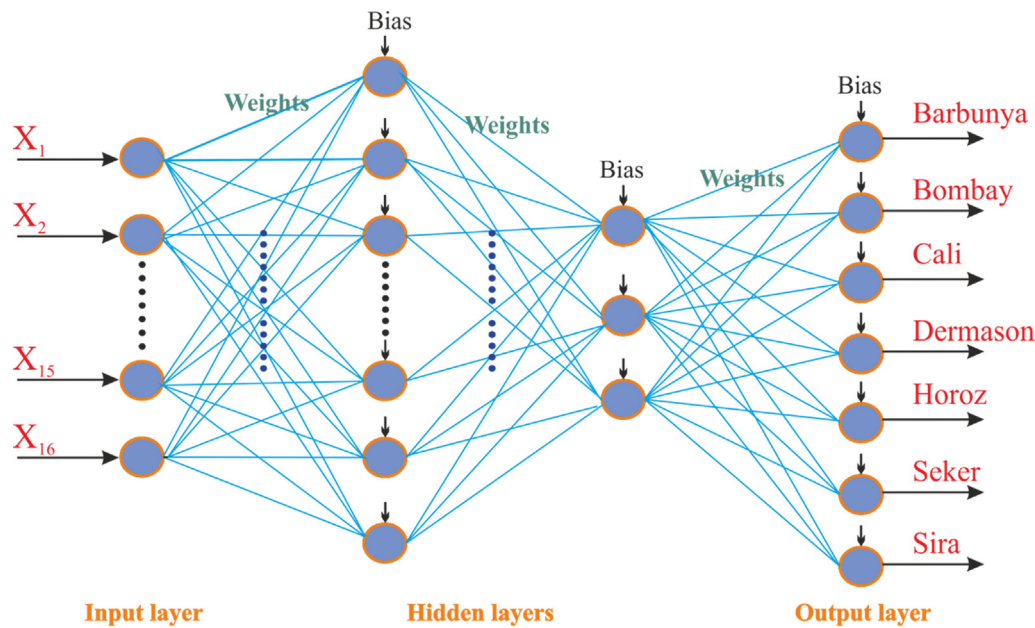 Bias
Weights
Weights
Bias
Weights
Bias
X1
X2
X15
X16
Barbunya
Bombay
Cali
Dermason
Horoz
Seker
Sira
Input layer
Hidden layers
Output layer